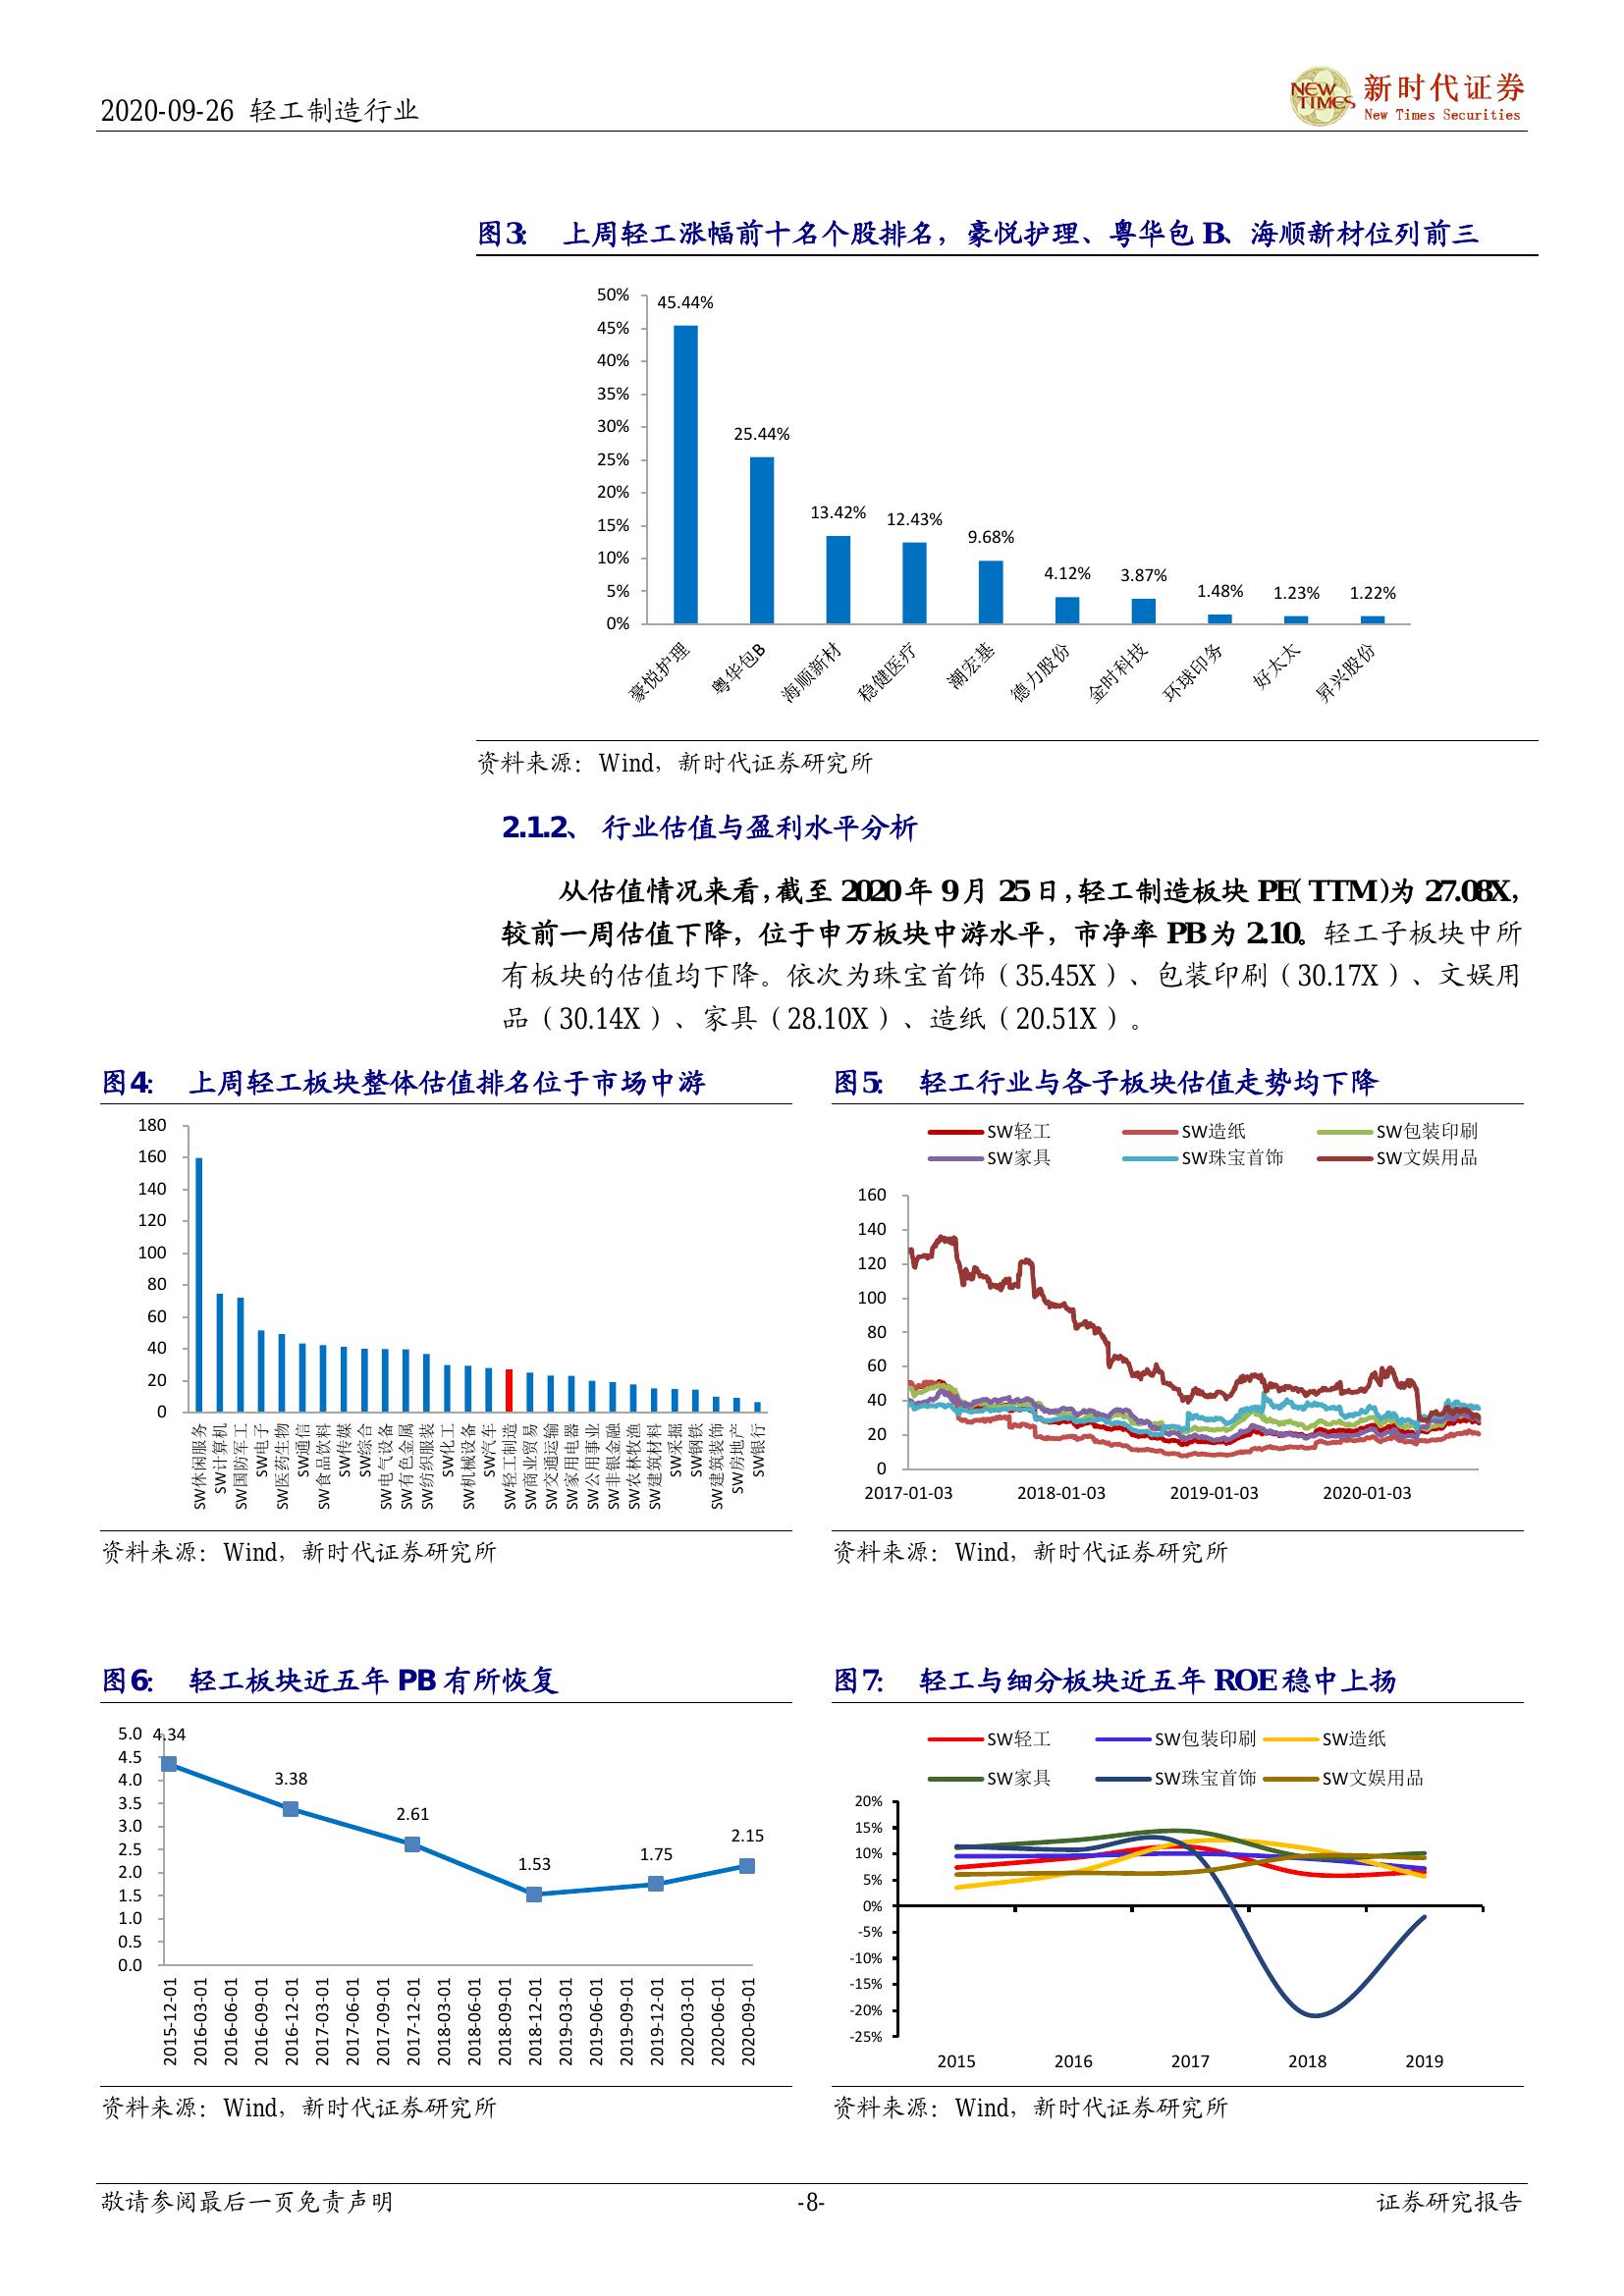 2020-09-26 轻工制造行业
NEW TIMES
新时代证券
New Times Securities
图3： 上周轻工涨幅前十名个股排名，豪悦护理、粤华包B、海顺新材位列前三
50%
45%
40%
35%
30%
25%
20%
15%
10%
5%
0%
45.44%
25.44%
13.42%
12.43%
9.68%
4.12%
3.87%
1.48%
1.23%
1.22%
豪悦护理
粤华包B
海顺新材
稳健医疗
潮宏基
德力股份
金时科技
环球印务
好太太
昇兴股份
资料来源：Wind，新时代证券研究所
2.1.2、 行业估值与盈利水平分析
从估值情况来看，截至2020年9月25日，轻工制造板块PE（TTM）为27.08X，
较前一周估值下降，位于申万板块中游水平，市净率PB为2.10。轻工子板块中所
有板块的估值均下降。依次为珠宝首饰（35.45X）、包装印刷（30.17X）、文娱用
品（30.14X）、家具（28.10X）、造纸（20.51X）。
图4： 上周轻工板块整体估值排名位于市场中游
180
160
140
120
100
80
60
40
20
0
SW休闲服务
SW计算机
SW国防军工
SW电子
SW医药生物
SW通信
SW食品饮料
SW传媒
SW综合
SW电气设备
SW有色金属
SW纺织服装
SW化工
SW机械设备
SW汽车
SW轻工制造
SW商业贸易
SW交通运输
SW家用电器
SW公用事业
SW非银金融
SW农林牧渔
SW建筑材料
SW采掘
SW钢铁
SW建筑装饰
SW房地产
SW银行
资料来源：Wind，新时代证券研究所
图5： 轻工行业与各子板块估值走势均下降
SW轻工 SW造纸 SW包装印刷
SW家具 SW珠宝首饰 SW文娱用品
160
140
120
100
80
60
40
20
0
2017-01-03 2018-01-03 2019-01-03 2020-01-03
资料来源：Wind，新时代证券研究所
图6： 轻工板块近五年PB有所恢复
5.0
4.5
4.0
3.5
3.0
2.5
2.0
1.5
1.0
0.5
0.0
4.34
3.38
2.61
1.53
1.75
2.15
2015-12-01
2016-03-01
2016-06-01
2016-09-01
2016-12-01
2017-03-01
2017-06-01
2017-09-01
2017-12-01
2018-03-01
2018-06-01
2018-09-01
2018-12-01
2019-03-01
2019-06-01
2019-09-01
2019-12-01
2020-03-01
2020-06-01
2020-09-01
资料来源：Wind，新时代证券研究所
图7： 轻工与细分板块近五年ROE稳中上扬
SW轻工 SW包装印刷 SW造纸
SW家具 SW珠宝首饰 SW文娱用品
20%
15%
10%
5%
0%
-5%
-10%
-15%
-20%
-25%
2015 2016 2017 2018 2019
资料来源：Wind，新时代证券研究所
敬请参阅最后一页免责声明 -8- 证券研究报告